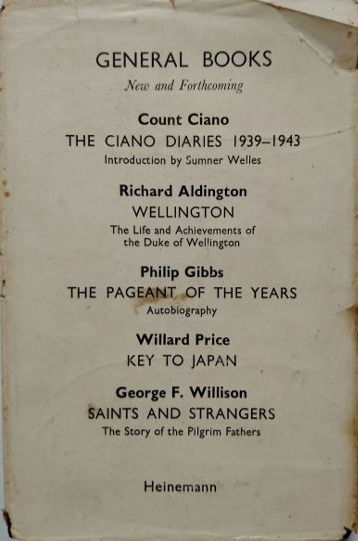 GENERAL BOOKS
New and Forthcoming
Count Ciano
THE CIANO DIARIES 1939–1943
Introduction by Sumner Welles
Richard Aldington
WELLINGTON
The Life and Achievements of
the Duke of Wellington
Philip Gibbs
THE PAGEANT OF THE YEARS
Autobiography
Willard Price
KEY TO JAPAN
George F. Willison
SAINTS AND STRANGERS
The Story of the Pilgrim Fathers
Heinemann